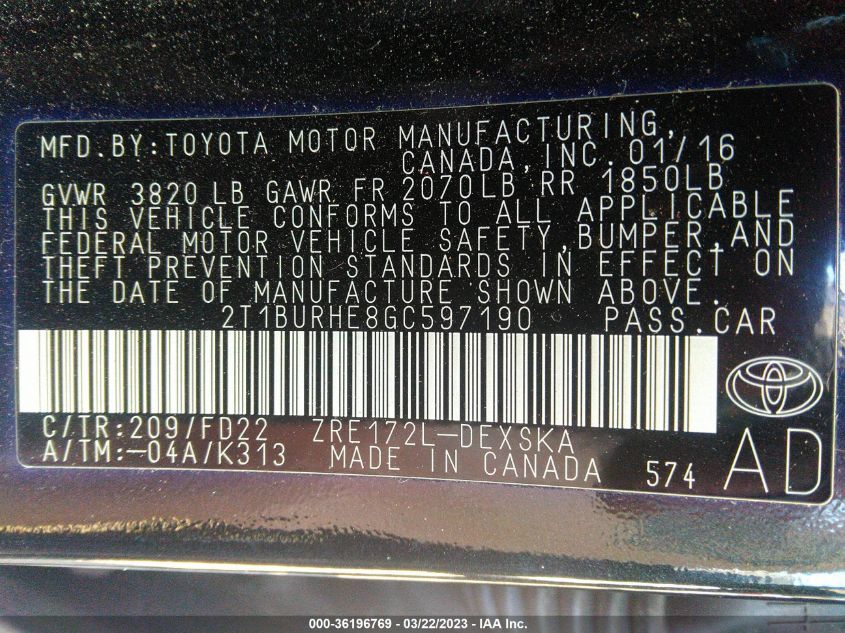 MFD.BY:TOYOTA MOTOR MANUFACTURING,
CANADA,INC.01/16
GVWR 3820 LB GAWR FR 2070LB RR 1850LB
THIS VEHICLE CONFORMS TO ALL APPLICABLE
FEDERAL MOTOR VEHICLE SAFETY,BUMPER,AND
THEFT PREVENTION STANDARDS IN EFFECT ON
THE DATE OF MANUFACTURE SHOWN ABOVE.
2T1BURHE8GC597190 PASS.CAR
C/TR:209/FD22 ZRE172L-DEXSKA
A/TM:-04A/K313 MADE IN CANADA 574 AD
000-36196769 - 03/22/2023 - IAA Inc.